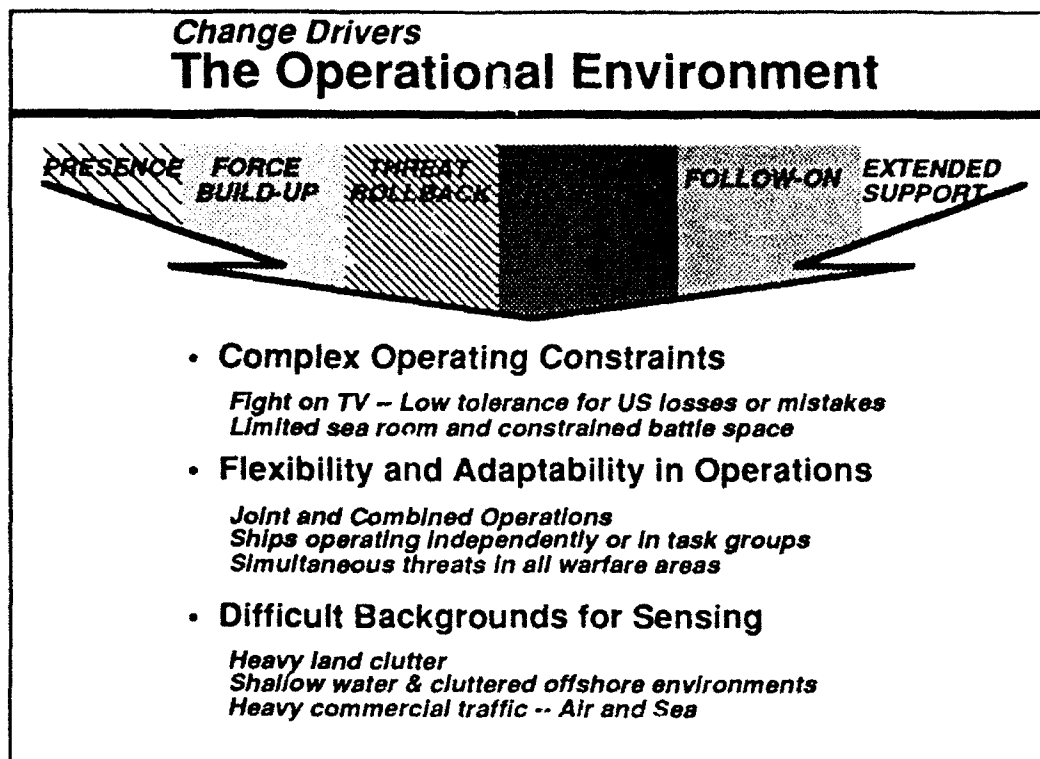 Change Drivers
The Operational Environment
PRESENCE FORCE BUILD-UP THREAT ROLLBACK FOLLOW-ON EXTENDED SUPPORT
• Complex Operating Constraints
Fight on TV -- Low tolerance for US losses or mistakes
Limited sea room and constrained battle space
• Flexibility and Adaptability in Operations
Joint and Combined Operations
Ships operating independently or in task groups
Simultaneous threats in all warfare areas
• Difficult Backgrounds for Sensing
Heavy land clutter
Shallow water & cluttered offshore environments
Heavy commercial traffic -- Air and Sea